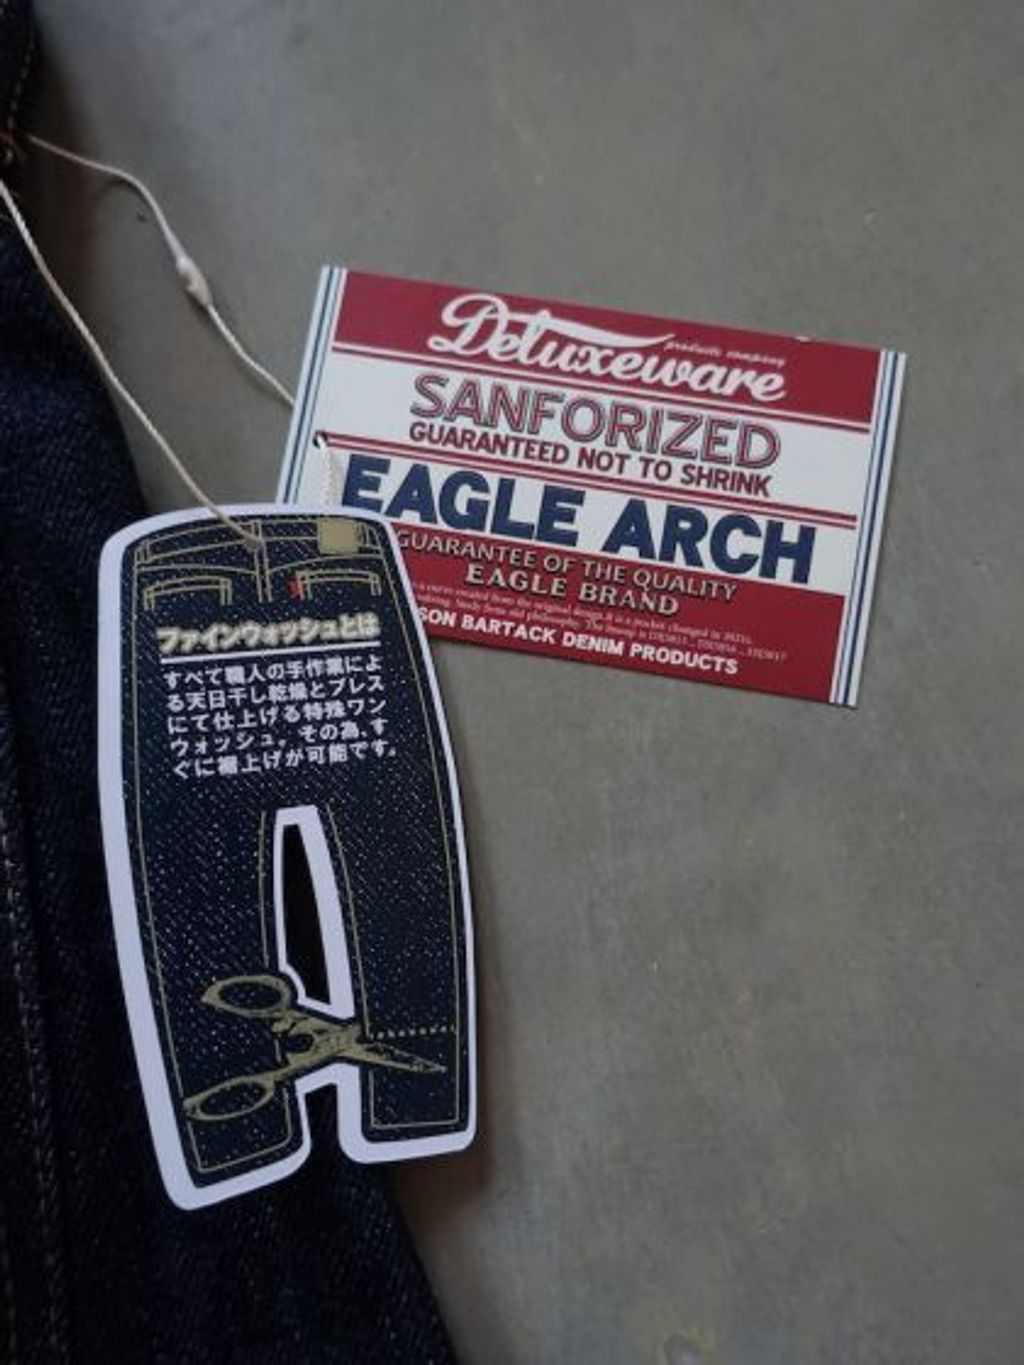 Deluxeware
products company
SANFORIZED
GUARANTEED NOT TO SHRINK
EAGLE ARCH
GUARANTEE OF THE QUALITY
EAGLE BRAND
SON BARTACK DENIM PRODUCTS
ファインウォッシュとは
すべて職人の手作業によ
る天日干し乾燥とプレス
にて仕上げる特殊ワン
ウォッシュ。その為、す
ぐに裾上げが可能です。